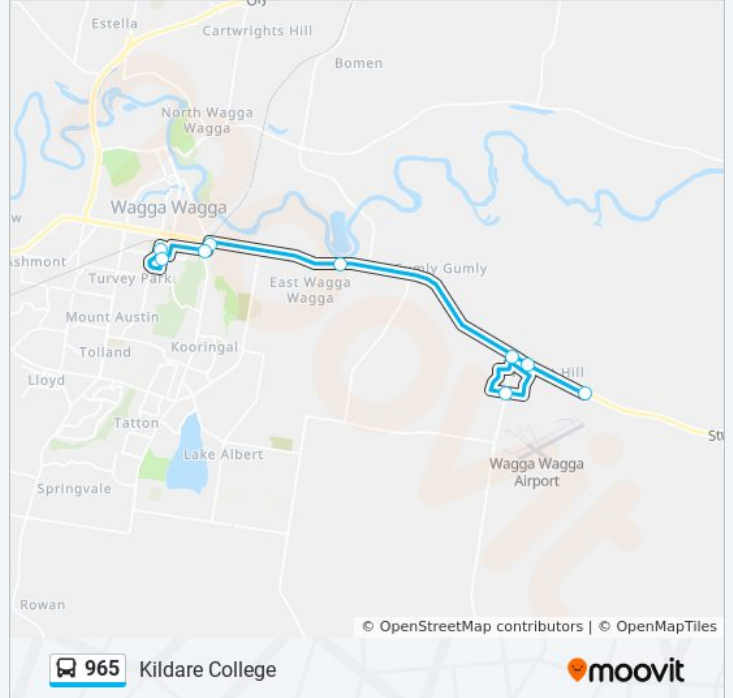 Estella
Cartwrights Hill
Bomen
North Wagga
Wagga
Wagga Wagga
Ashmont
Turvey Park
East Wagga
Wagga
Gumly Gumly
Mount Austin
Tolland
Kooringal
Hill
Lloyd
Tatton
Lake Albert
Wagga Wagga
Airport
Springvale
Rowan
© OpenStreetMap contributors | © OpenMapTiles
965 Kildare College
moovit